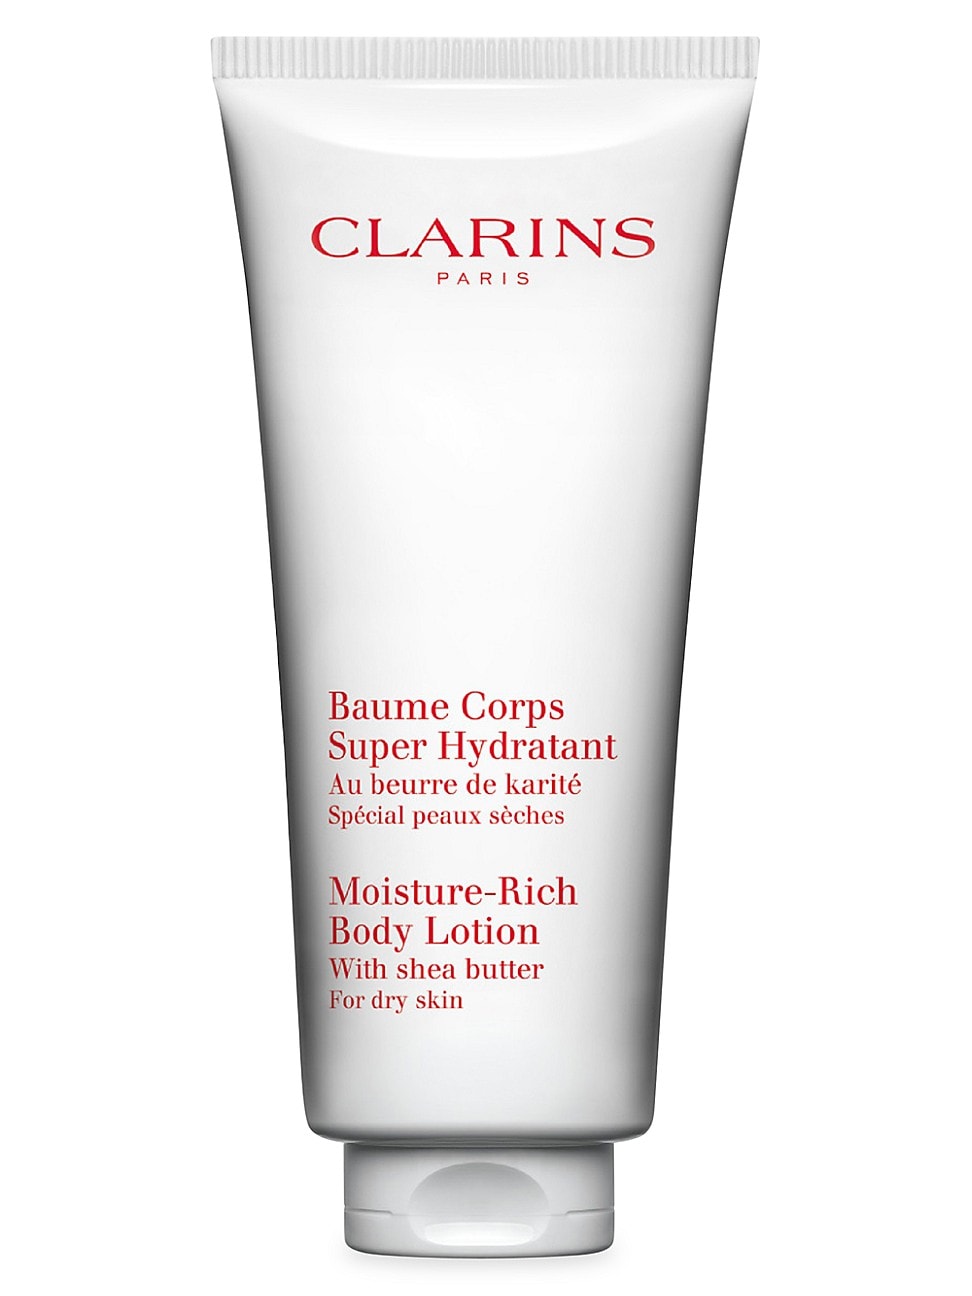 CLARINS
PARIS
Baume Corps
Super Hydratant
Au beurre de karité
Spécial peaux sèches
Moisture-Rich
Body Lotion
With shea butter
For dry skin